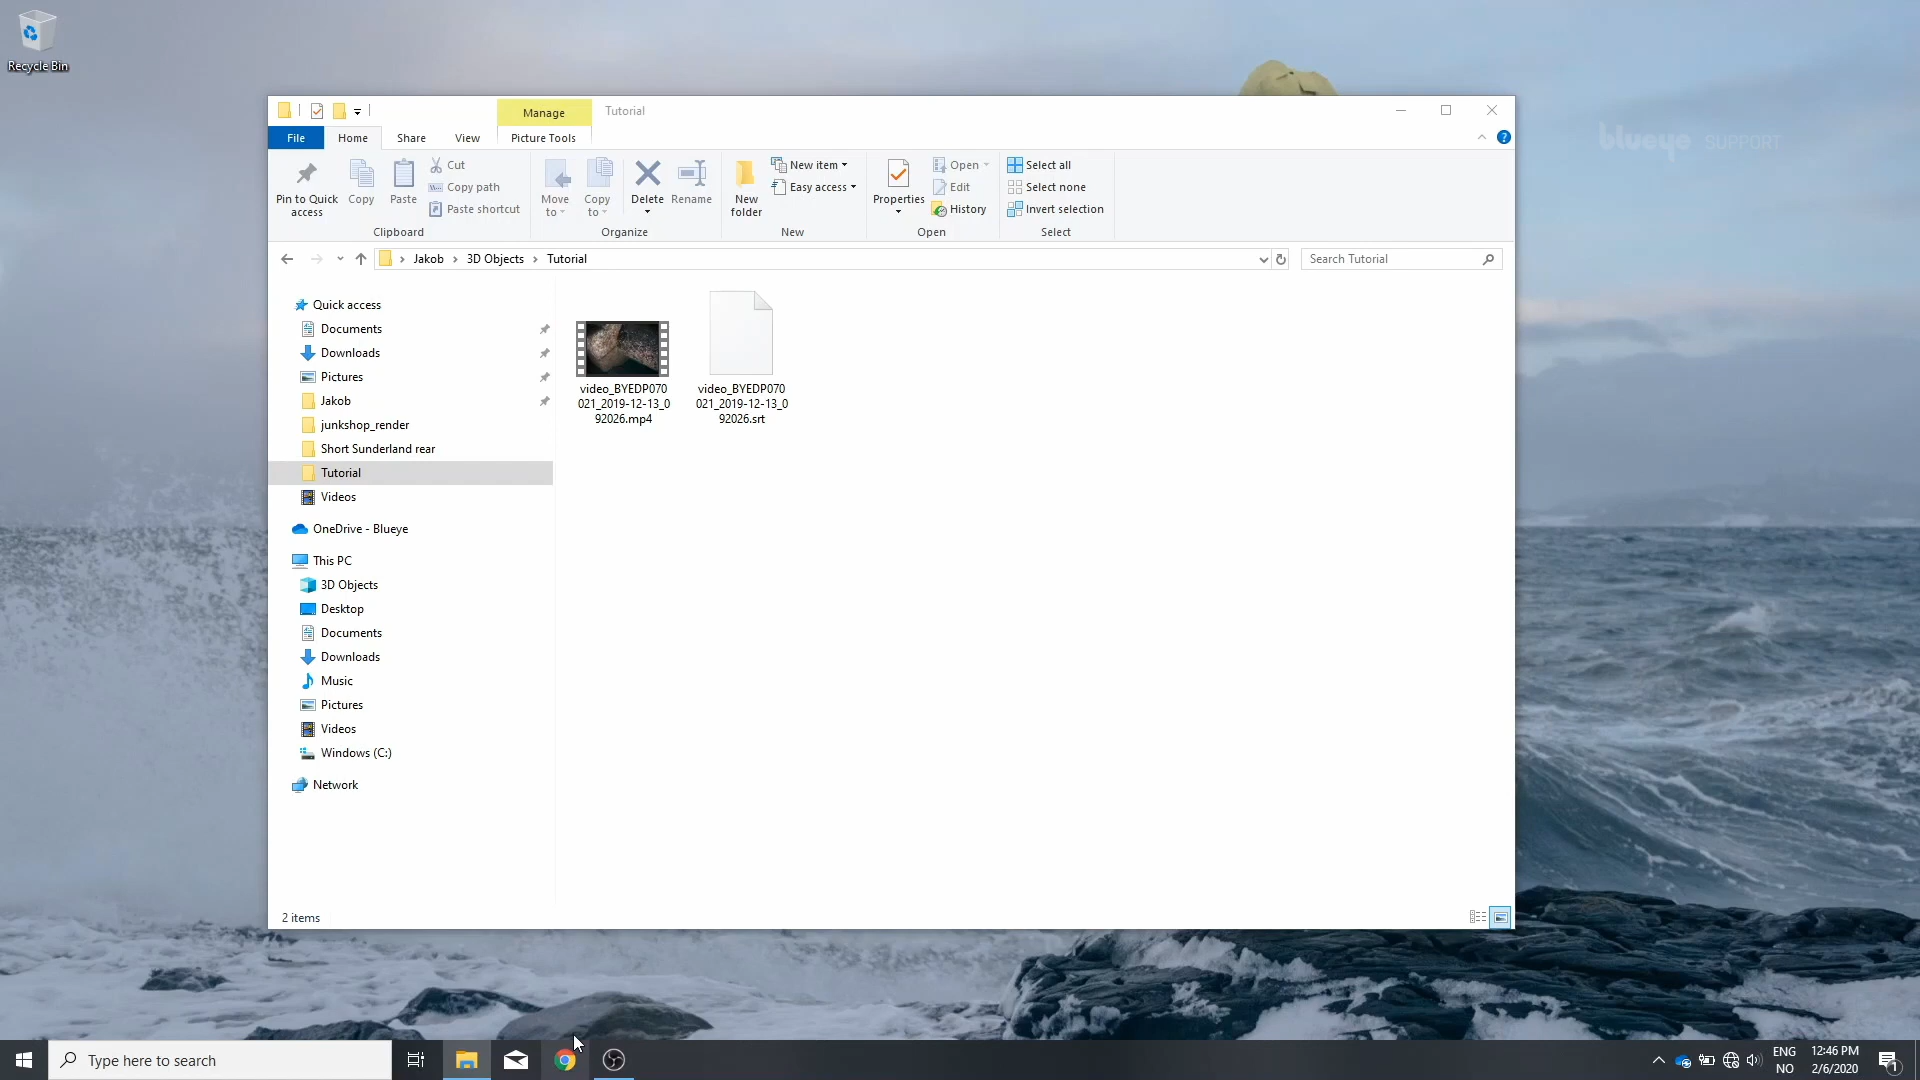 Recycle Bin
blueye SUPPORT
Manage
Tutorial
File
Home
Share
View
Picture Tools
Pin to Quick
access
Copy
Paste
Cut
Copy path
Paste shortcut
Clipboard
Move
to
Copy
to
Delete
Rename
Organize
New
folder
New item
Easy access
New
Properties
Open
Edit
History
Open
Select all
Select none
Invert selection
Select
Jakob
3D Objects
Tutorial
Search Tutorial
Quick access
Documents
Downloads
Pictures
Jakob
junkshop_render
Short Sunderland rear
Tutorial
Videos
OneDrive - Blueye
This PC
3D Objects
Desktop
Documents
Downloads
Music
Pictures
Videos
Windows (C:)
Network
video_BYEDP070
021_2019-12-13_0
92026.mp4
video_BYEDP070
021_2019-12-13_0
92026.srt
2 items
Type here to search
ENG
NO
12:46 PM
2/6/2020
1